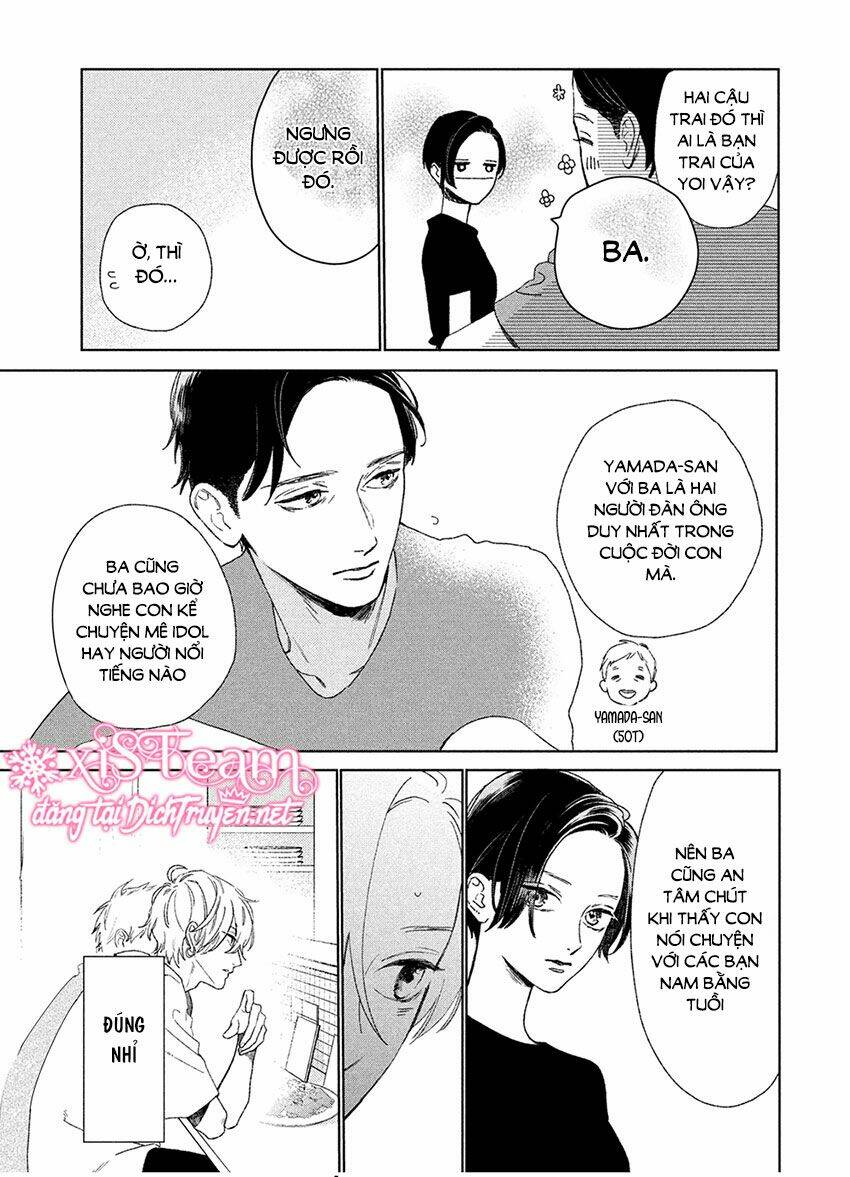 HAI CẬU
TRAI ĐÓ THÌ
AI LÀ BẠN
TRAI CỦA
YOI VẬY?
BA.
NGƯNG
ĐƯỢC RỒI
ĐÓ.
Ờ, THÌ
ĐÓ...
YAMADA-SAN
VỚI BA LÀ HAI
NGƯỜI ĐÀN ÔNG
DUY NHẤT TRONG
CUỘC ĐỜI CON
MÀ.
YAMADA-SAN
(50T)
BA CŨNG
CHƯA BAO GIỜ
NGHE CON KỂ
CHUYỆN MÊ IDOL
HAY NGƯỜI NỔI
TIẾNG NÀO
NÊN BA
CŨNG AN
TÂM CHÚT
KHI THẤY CON
NÓI CHUYỆN
VỚI CÁC BẠN
NAM BẰNG
TUỔI
ĐÚNG
NHỈ
xiSTeam
đăng tại DichTruyen.net